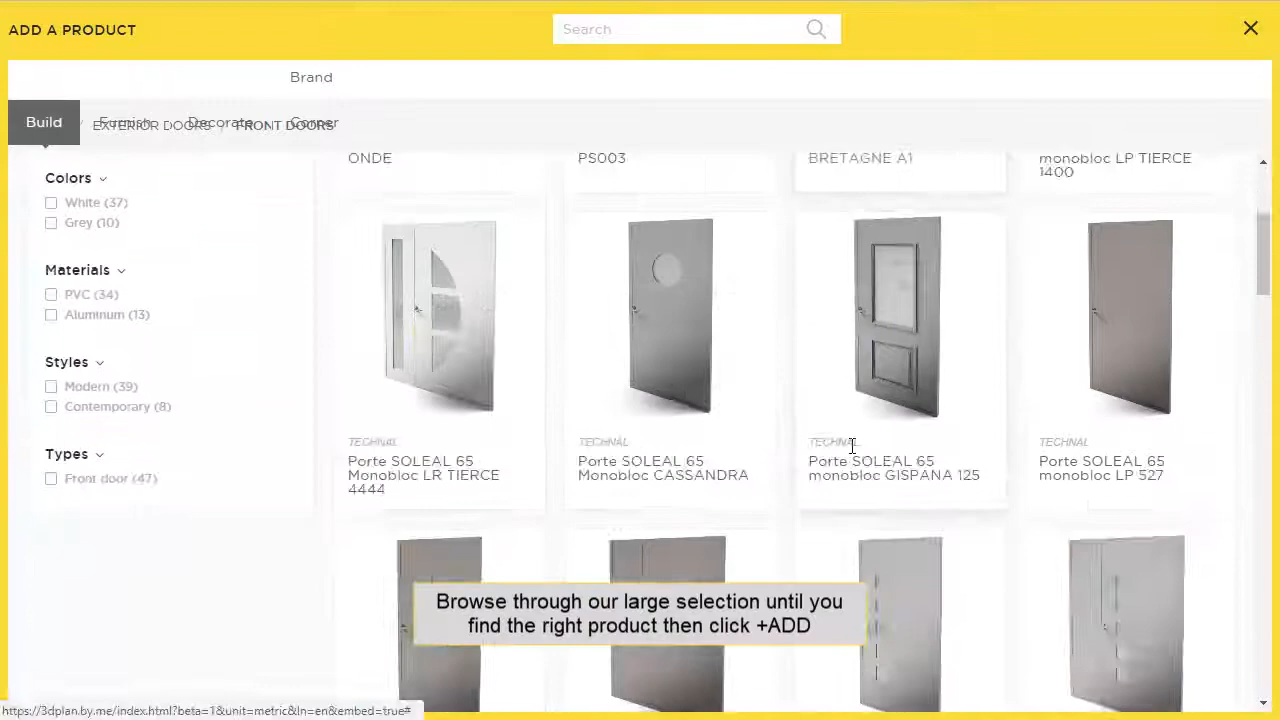 ADD A PRODUCT
Search
Brand
Build
Furnish
Decorate
Corner
EXTERIOR DOORS / FRONT DOORS
Colors
White (37)
Grey (10)
Materials
PVC (34)
Aluminum (13)
Styles
Modern (39)
Contemporary (8)
Types
Front door (47)
ONDE
PS003
BRETAGNE A1
monobloc LP TIERCE
1400
TECHNAL
Porte SOLEAL 65
Monobloc LR TIERCE
4444
TECHNAL
Porte SOLEAL 65
Monobloc CASSANDRA
TECHNAL
Porte SOLEAL 65
monobloc GISPANA 125
TECHNAL
Porte SOLEAL 65
monobloc LP 527
Browse through our large selection until you
find the right product then click +ADD
https://3dplan.by.me/index.html?beta=1&unit=metric&ln=en&embed=true#